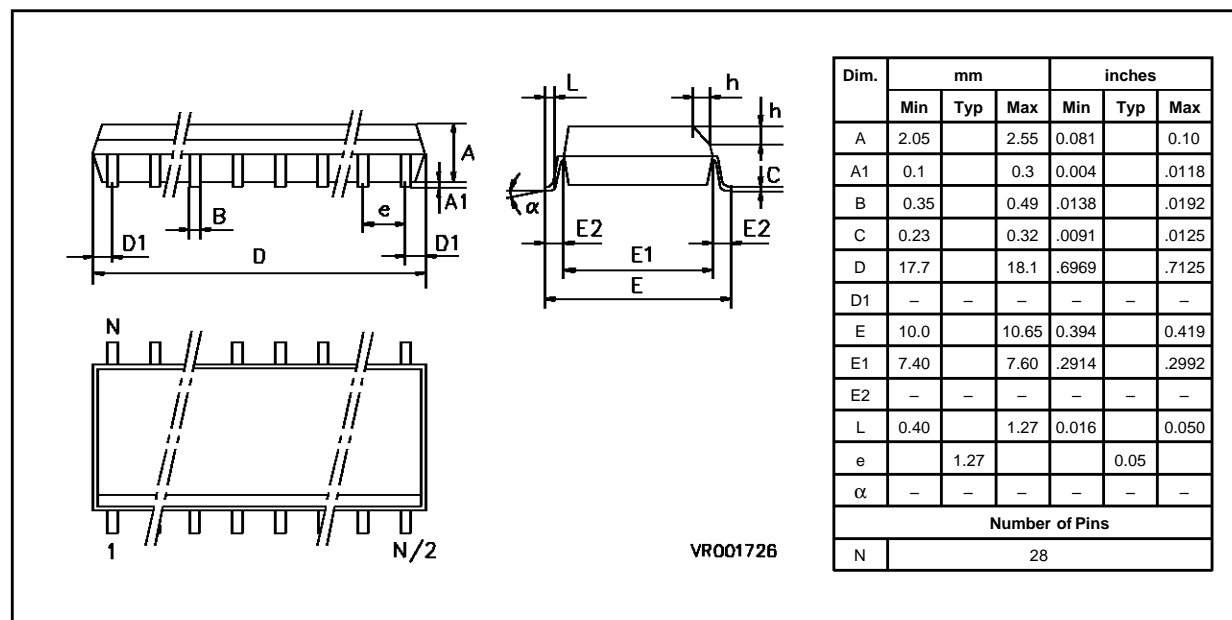 L
h
h
A
A1
C
α
B
e
D1
D
D1
E2
E1
E2
E
N
1
N/2
VR001726
Dim. mm inches
Min Typ Max Min Typ Max
A 2.05 2.55 0.081 0.10
A1 0.1 0.3 0.004 .0118
B 0.35 0.49 .0138 .0192
C 0.23 0.32 .0091 .0125
D 17.7 18.1 .6969 .7125
D1 – – – – – –
E 10.0 10.65 0.394 0.419
E1 7.40 7.60 .2914 .2992
E2 – – – – – –
L 0.40 1.27 0.016 0.050
e 1.27 0.05
α – – – – – –
Number of Pins
N 28